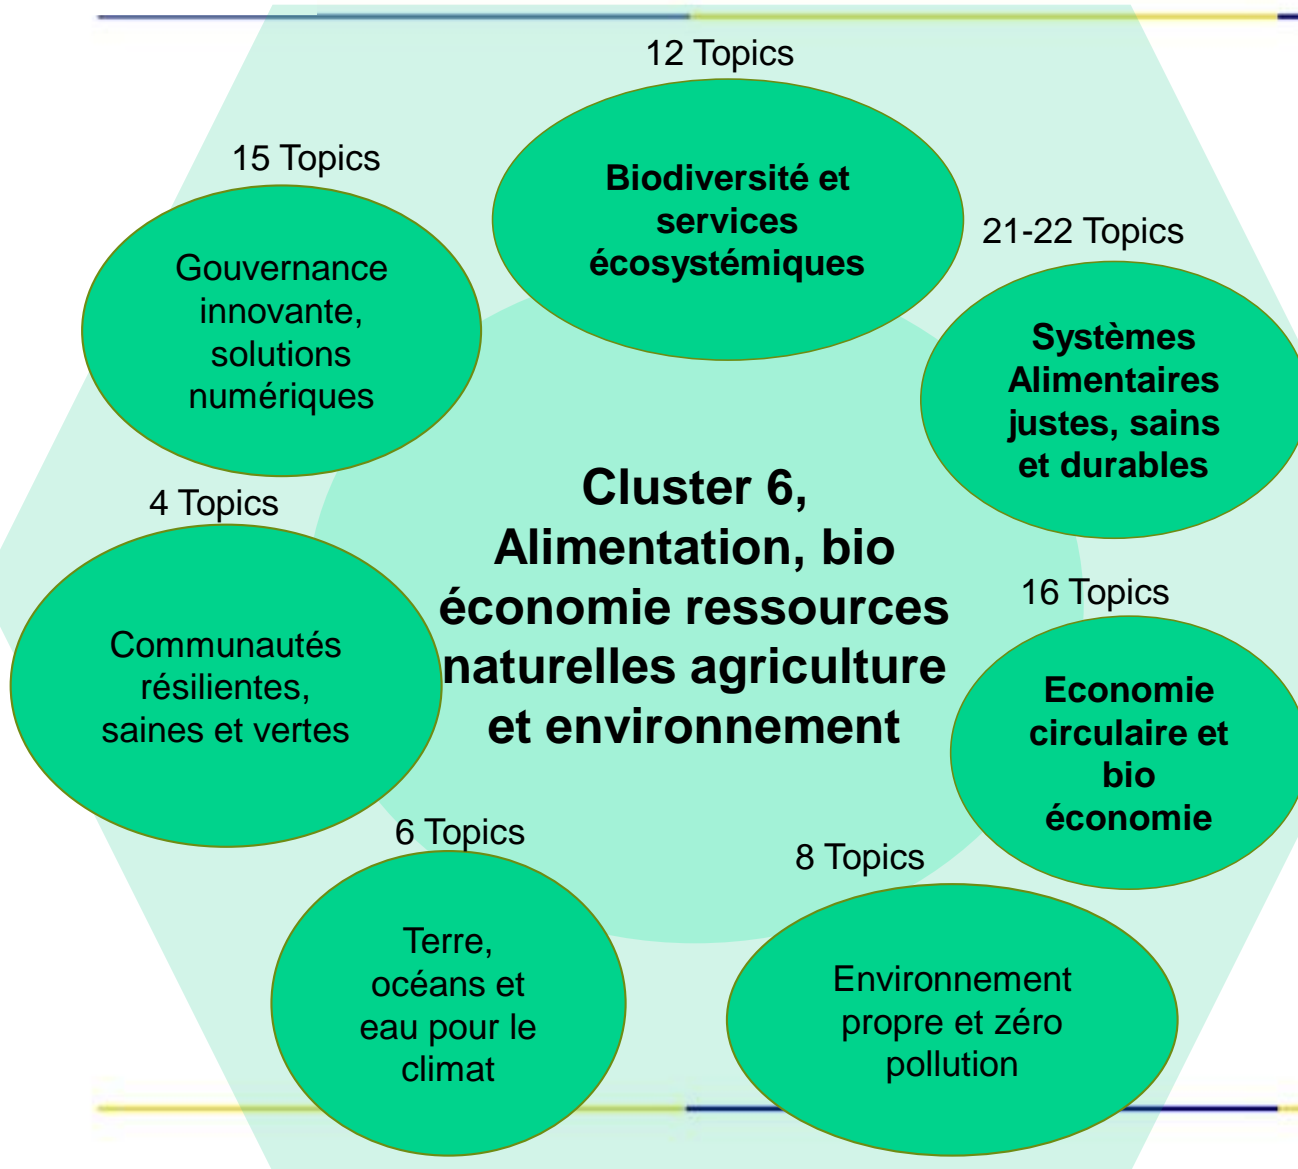 12 Topics
Biodiversité et
services
écosystémiques
15 Topics
Gouvernance
innovante,
solutions
numériques
21-22 Topics
Systèmes
Alimentaires
justes, sains
et durables
Cluster 6,
Alimentation, bio
économie ressources
naturelles agriculture
et environnement
4 Topics
Communautés
résilientes,
saines et vertes
16 Topics
Economie
circulaire et
bio
économie
6 Topics
Terre,
océans et
eau pour le
climat
8 Topics
Environnement
propre et zéro
pollution